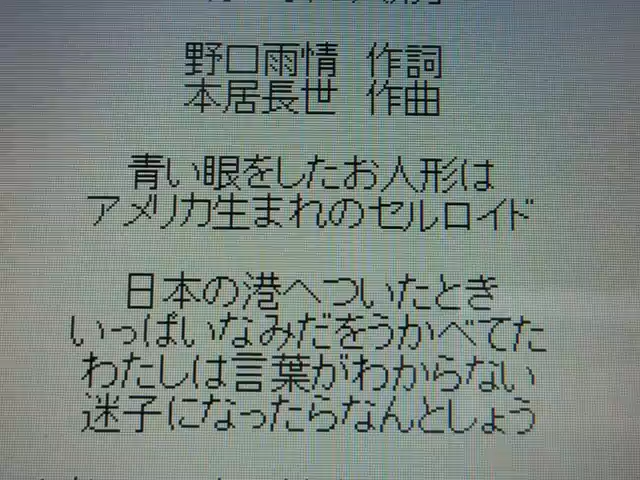 野口雨情 作詞
本居長世 作曲
青い眼をしたお人形は
アメリカ生まれのセルロイド
日本の港へついたとき
いっぱいなみだをうかべてた
わたしは言葉がわからない
迷子になったらなんとしょう